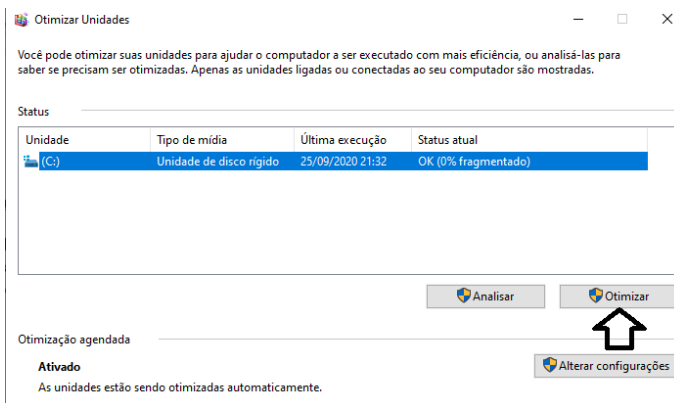 Otimizar Unidades
Você pode otimizar suas unidades para ajudar o computador a ser executado com mais eficiência, ou analisá-las para
saber se precisam ser otimizadas. Apenas as unidades ligadas ou conectadas ao seu computador são mostradas.
Status
Unidade Tipo de mídia Última execução Status atual
(C:) Unidade de disco rígido 25/09/2020 21:32 OK (0% fragmentado)
Analisar Otimizar
Otimização agendada
Ativado Alterar configurações
As unidades estão sendo otimizadas automaticamente.